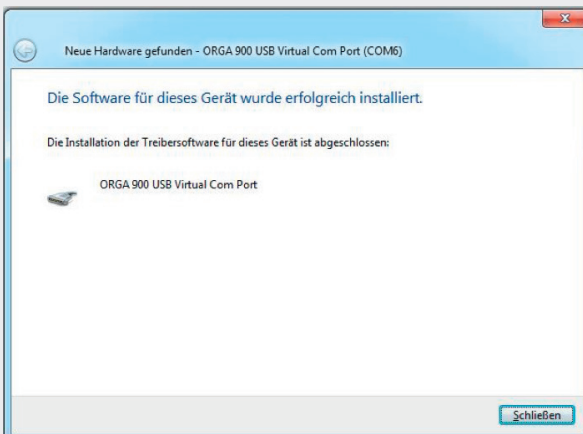 Neue Hardware gefunden - ORGA 900 USB Virtual Com Port (COM6)
Die Software für dieses Gerät wurde erfolgreich installiert.
Die Installation der Treibersoftware für dieses Gerät ist abgeschlossen:
ORGA 900 USB Virtual Com Port
Schließen